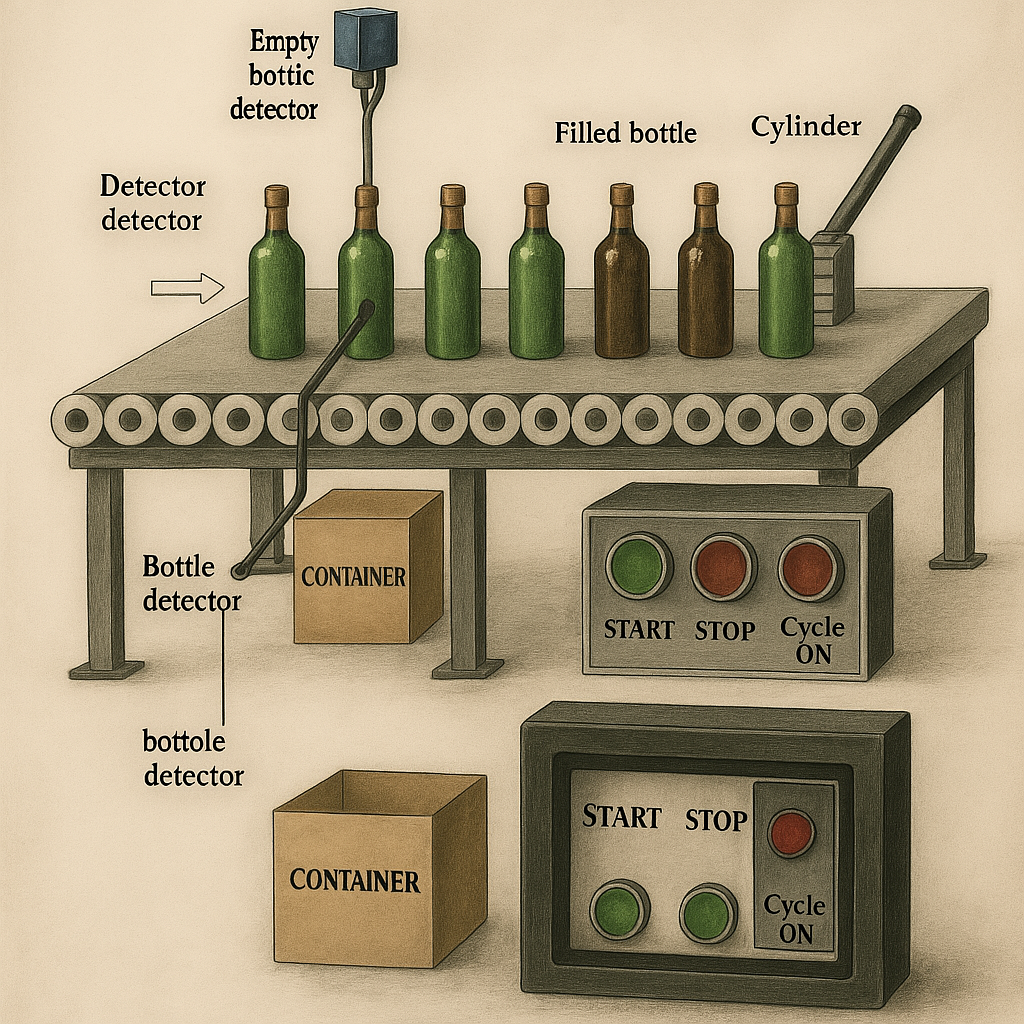 Empty
bottic
detector
Filled bottle
Cylinder
Detector
detector
Bottle
detector
CONTAINER
START STOP Cycle
ON
bottole
detector
START STOP
CONTAINER
Cycle
ON